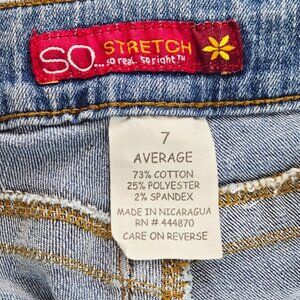 SO... STRETCH
so real. so right™
7
AVERAGE
73% COTTON
25% POLYESTER
2% SPANDEX
MADE IN NICARAGUA
RN # 444870
CARE ON REVERSE